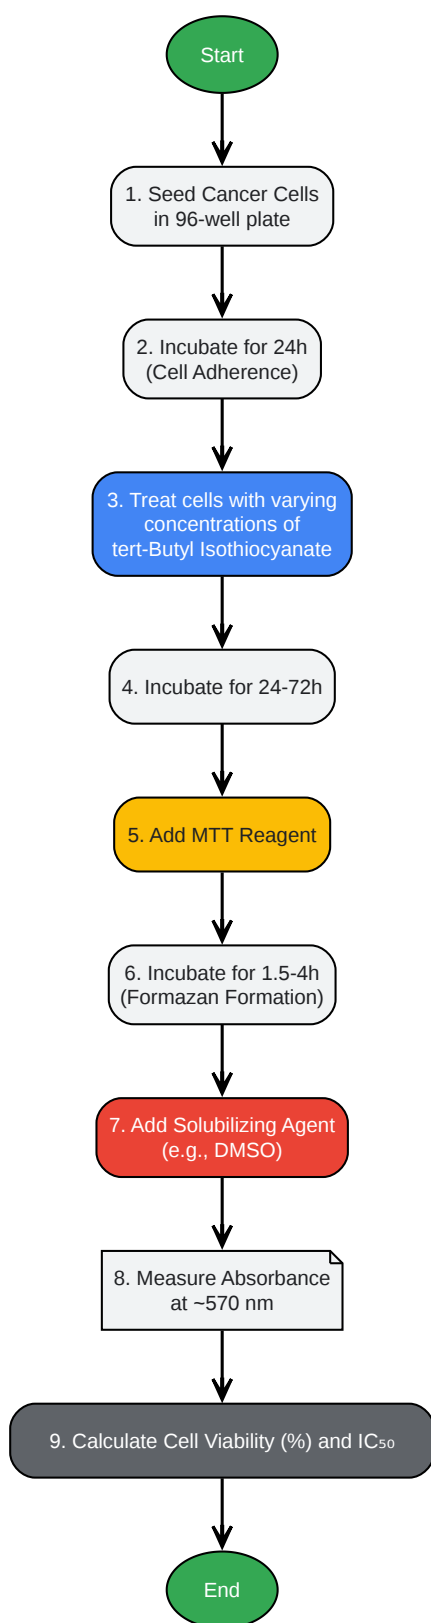 Start
1. Seed Cancer Cells
in 96-well plate
2. Incubate for 24h
(Cell Adherence)
3. Treat cells with varying
concentrations of
tert-Butyl Isothiocyanate
4. Incubate for 24-72h
5. Add MTT Reagent
6. Incubate for 1.5-4h
(Formazan Formation)
7. Add Solubilizing Agent
(e.g., DMSO)
8. Measure Absorbance
at ~570 nm
9. Calculate Cell Viability (%) and IC₅₀
End